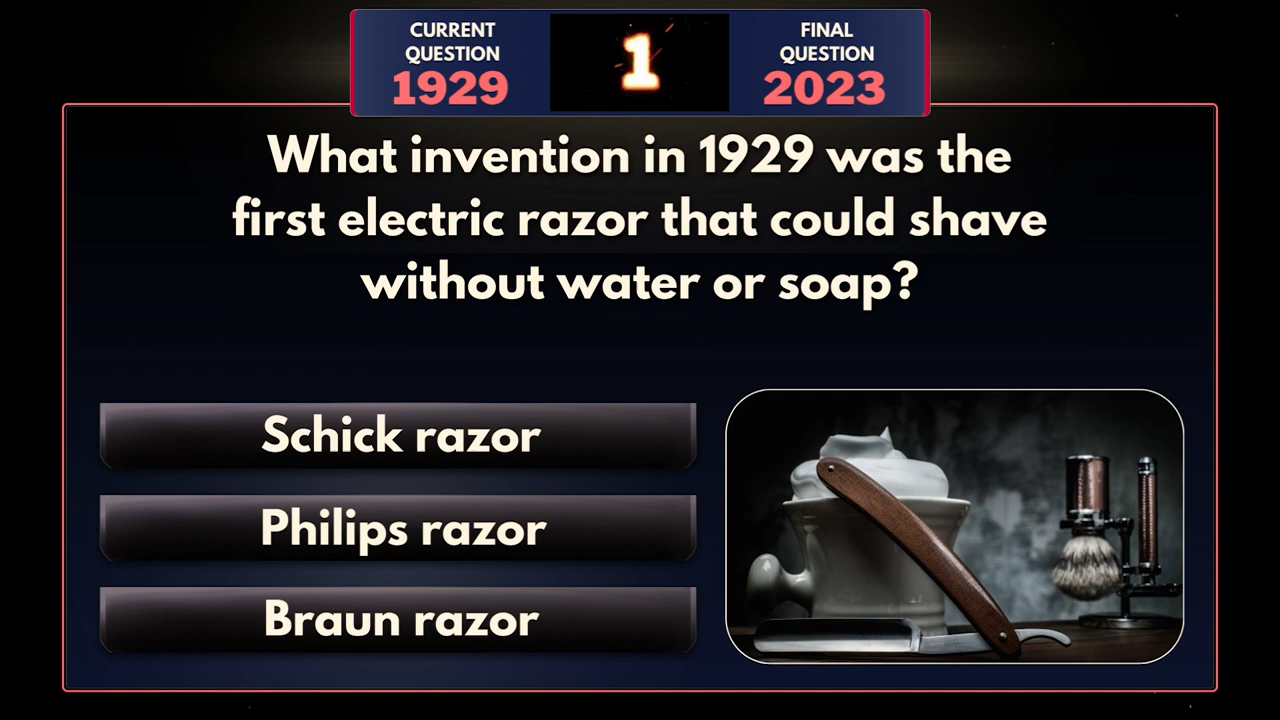 CURRENT
QUESTION
1929
1
FINAL
QUESTION
2023
What invention in 1929 was the
first electric razor that could shave
without water or soap?
Schick razor
Philips razor
Braun razor